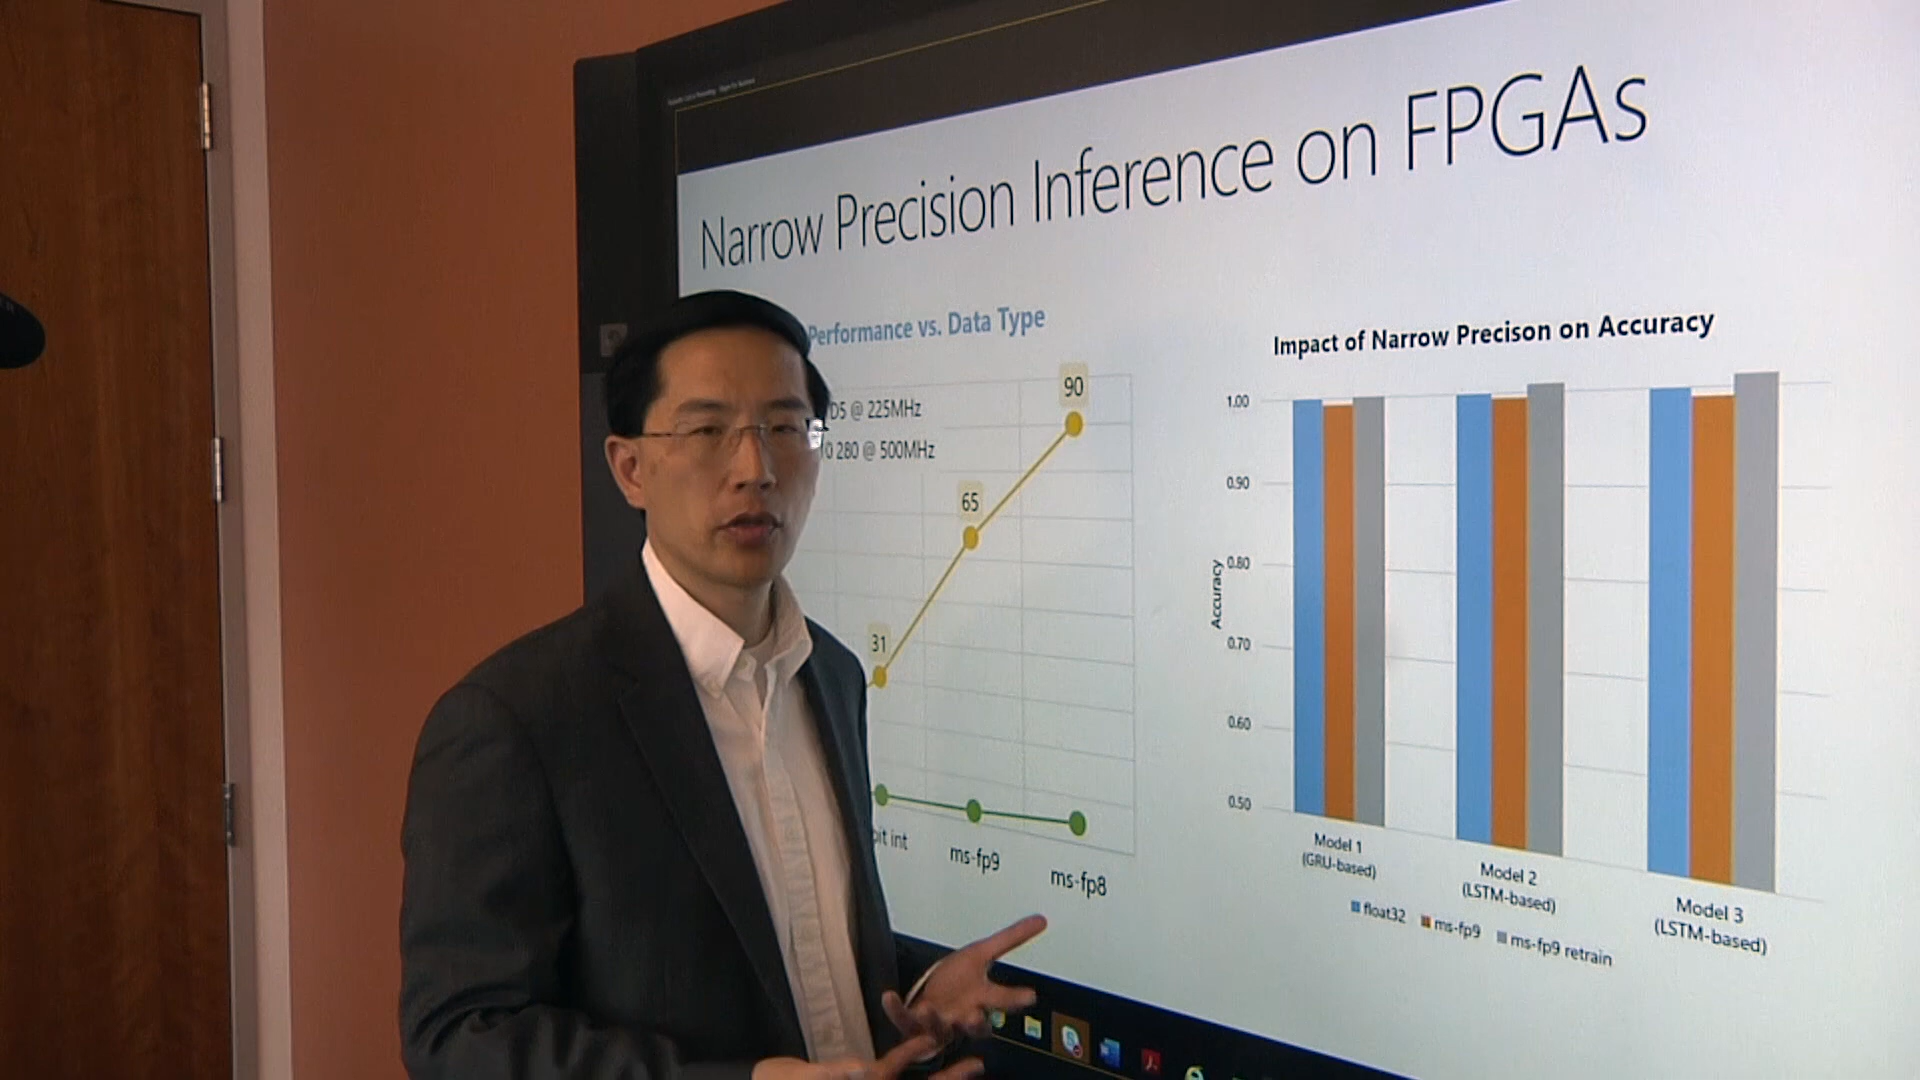 Narrow Precision Inference on FPGAs
Performance vs. Data Type
D5 @ 225MHz
0 280 @ 500MHz
90
65
31
bit int
ms-fp9
ms-fp8
Impact of Narrow Precison on Accuracy
1.00
0.90
0.80
0.70
0.60
0.50
Accuracy
Model 1
(GRU-based)
Model 2
(LSTM-based)
Model 3
(LSTM-based)
float32
ms-fp9
ms-fp9 retrain